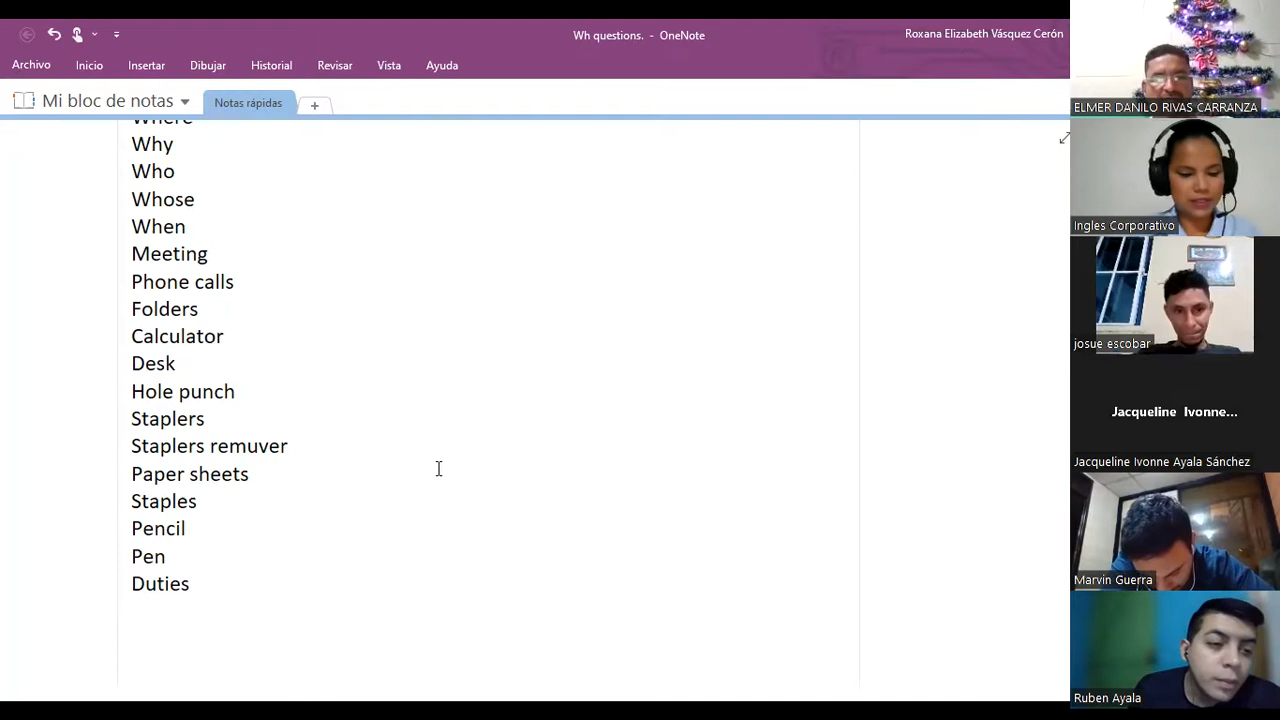 Wh questions. - OneNote
Roxana Elizabeth Vásquez Cerón
Archivo
Inicio
Insertar
Dibujar
Historial
Revisar
Vista
Ayuda
Mi bloc de notas
Notas rápidas
Where
Why
Who
Whose
When
Meeting
Phone calls
Folders
Calculator
Desk
Hole punch
Staplers
Staplers remuver
Paper sheets
Staples
Pencil
Pen
Duties
ELMER DANILO RIVAS CARRANZA
Ingles Corporativo
josue escobar
Jacqueline Ivonne...
Jacqueline Ivonne Ayala Sánchez
Marvin Guerra
Ruben Ayala